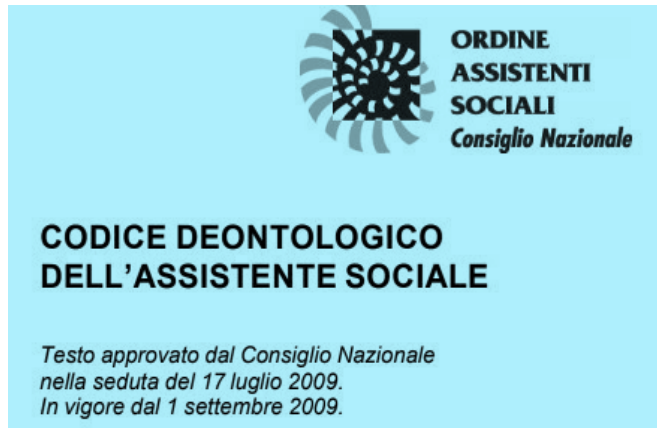 ORDINE
ASSISTENTI
SOCIALI
Consiglio Nazionale
CODICE DEONTOLOGICO
DELL'ASSISTENTE SOCIALE
Testo approvato dal Consiglio Nazionale
nella seduta del 17 luglio 2009.
In vigore dal 1 settembre 2009.